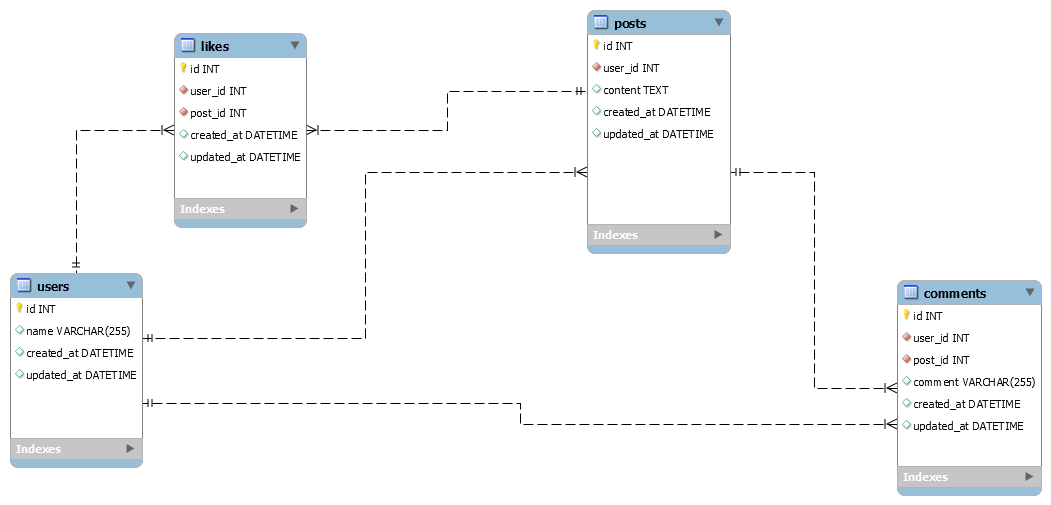 likes
id INT
user_id INT
post_id INT
created_at DATETIME
updated_at DATETIME
Indexes
posts
id INT
user_id INT
content TEXT
created_at DATETIME
updated_at DATETIME
Indexes
users
id INT
name VARCHAR(255)
created_at DATETIME
updated_at DATETIME
Indexes
comments
id INT
user_id INT
post_id INT
comment VARCHAR(255)
created_at DATETIME
updated_at DATETIME
Indexes